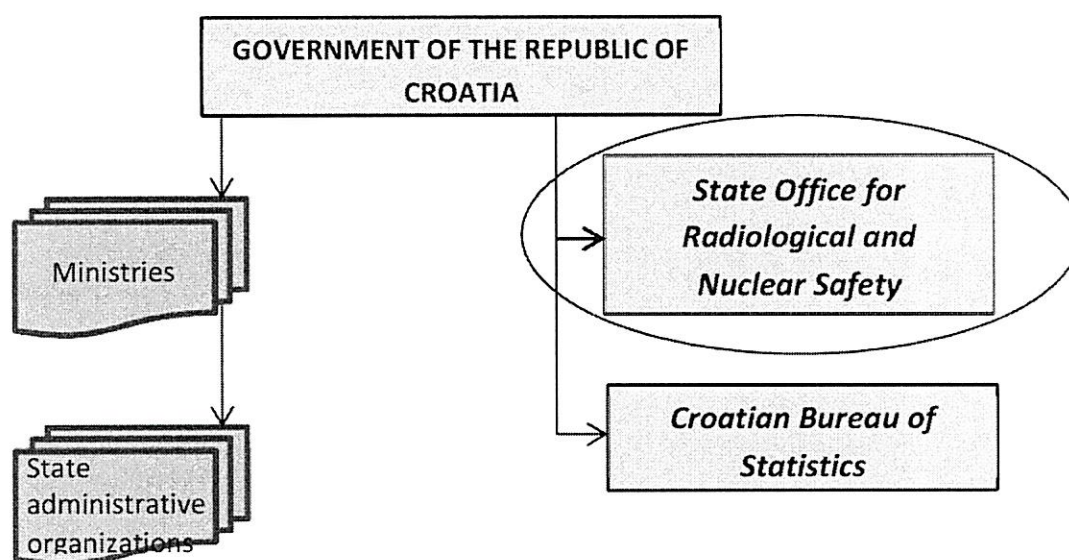 GOVERNMENT OF THE REPUBLIC OF
CROATIA
Ministries
State
administrative
organizations
State Office for
Radiological and
Nuclear Safety
Croatian Bureau of
Statistics